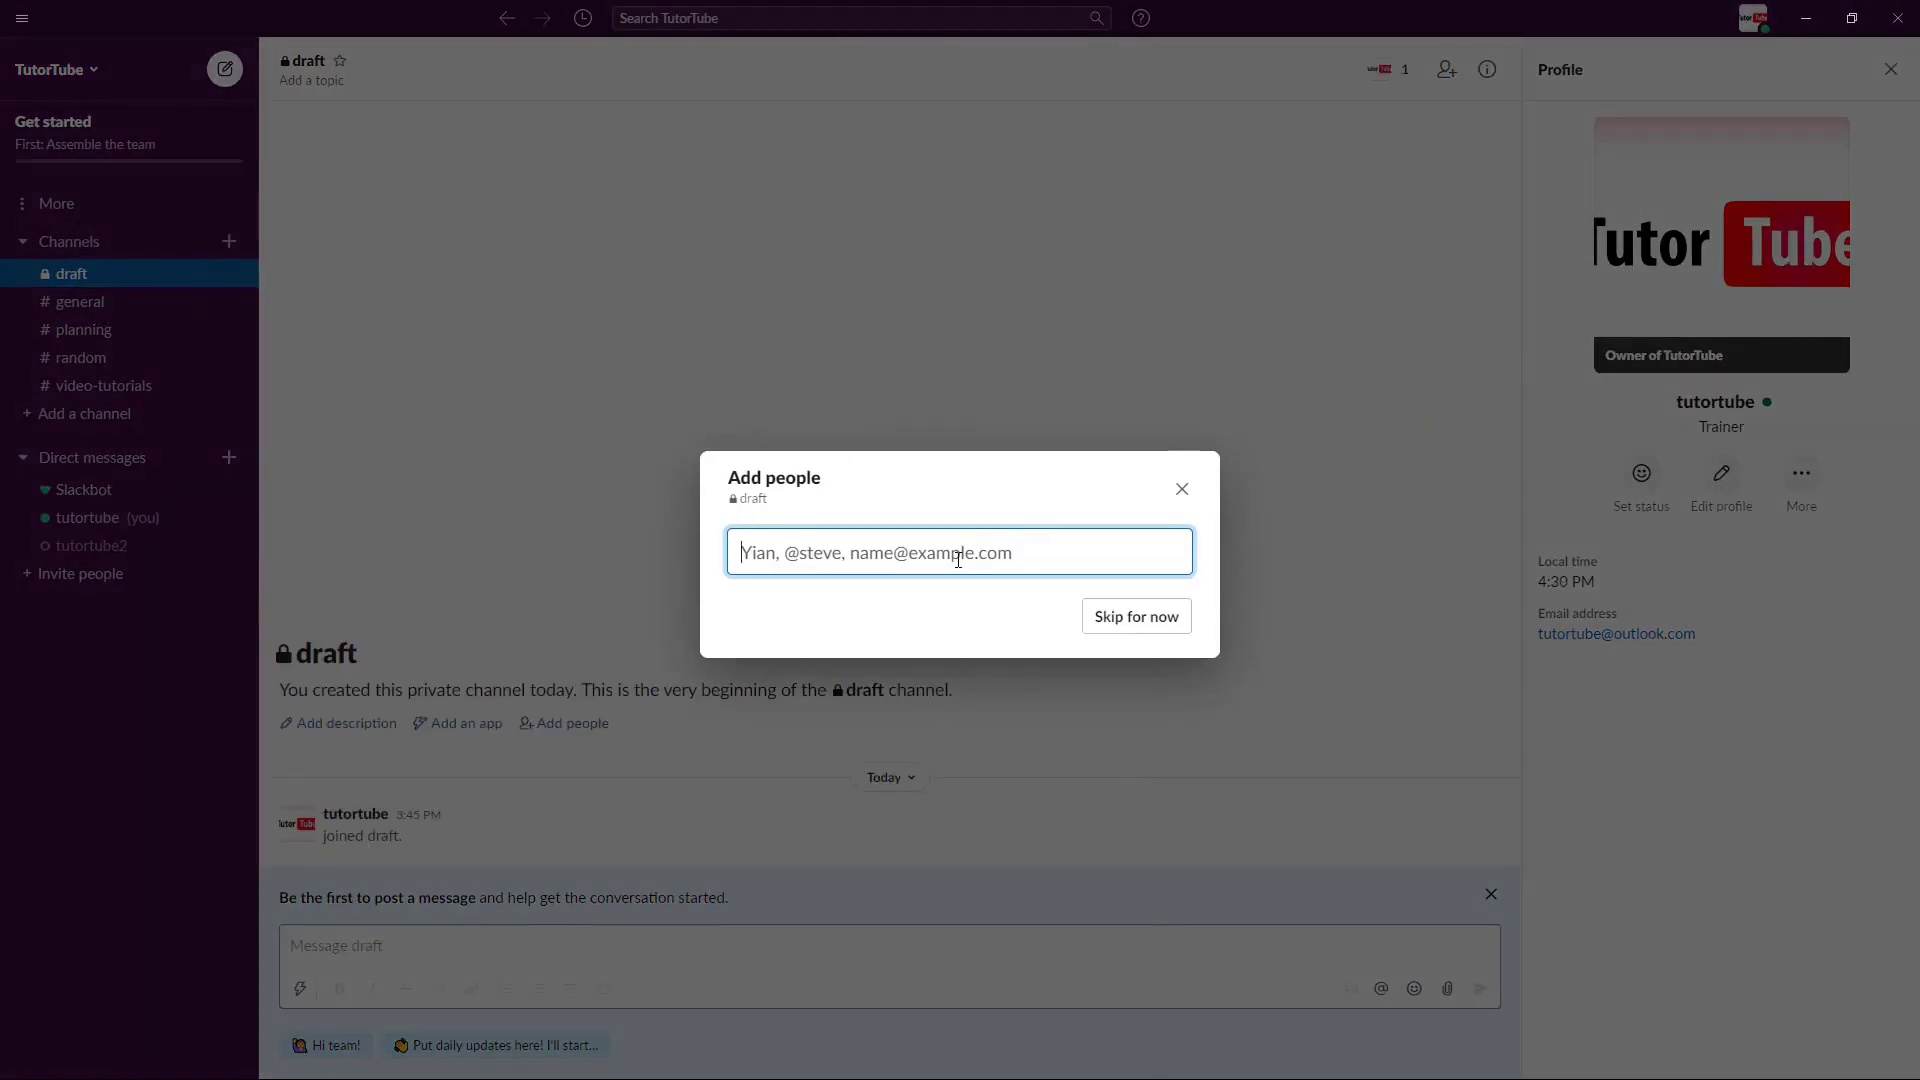 Search TutorTube
TutorTube
Get started
First: Assemble the team
More
Channels
draft
# general
# planning
# random
# video-tutorials
+ Add a channel
Direct messages
Slackbot
tutortube (you)
tutortube2
+ Invite people
draft
Add a topic
1
Add people
draft
Yian, @steve, name@example.com
Skip for now
draft
You created this private channel today. This is the very beginning of the draft channel.
Add description Add an app Add people
Today
tutortube 3:45 PM
joined draft.
Be the first to post a message and help get the conversation started.
Message draft
Hi team! Put daily updates here! I'll start...
Profile
Tutor Tube
Owner of TutorTube
tutortube
Trainer
Set status Edit profile More
Local time
4:30 PM
Email address
tutortube@outlook.com